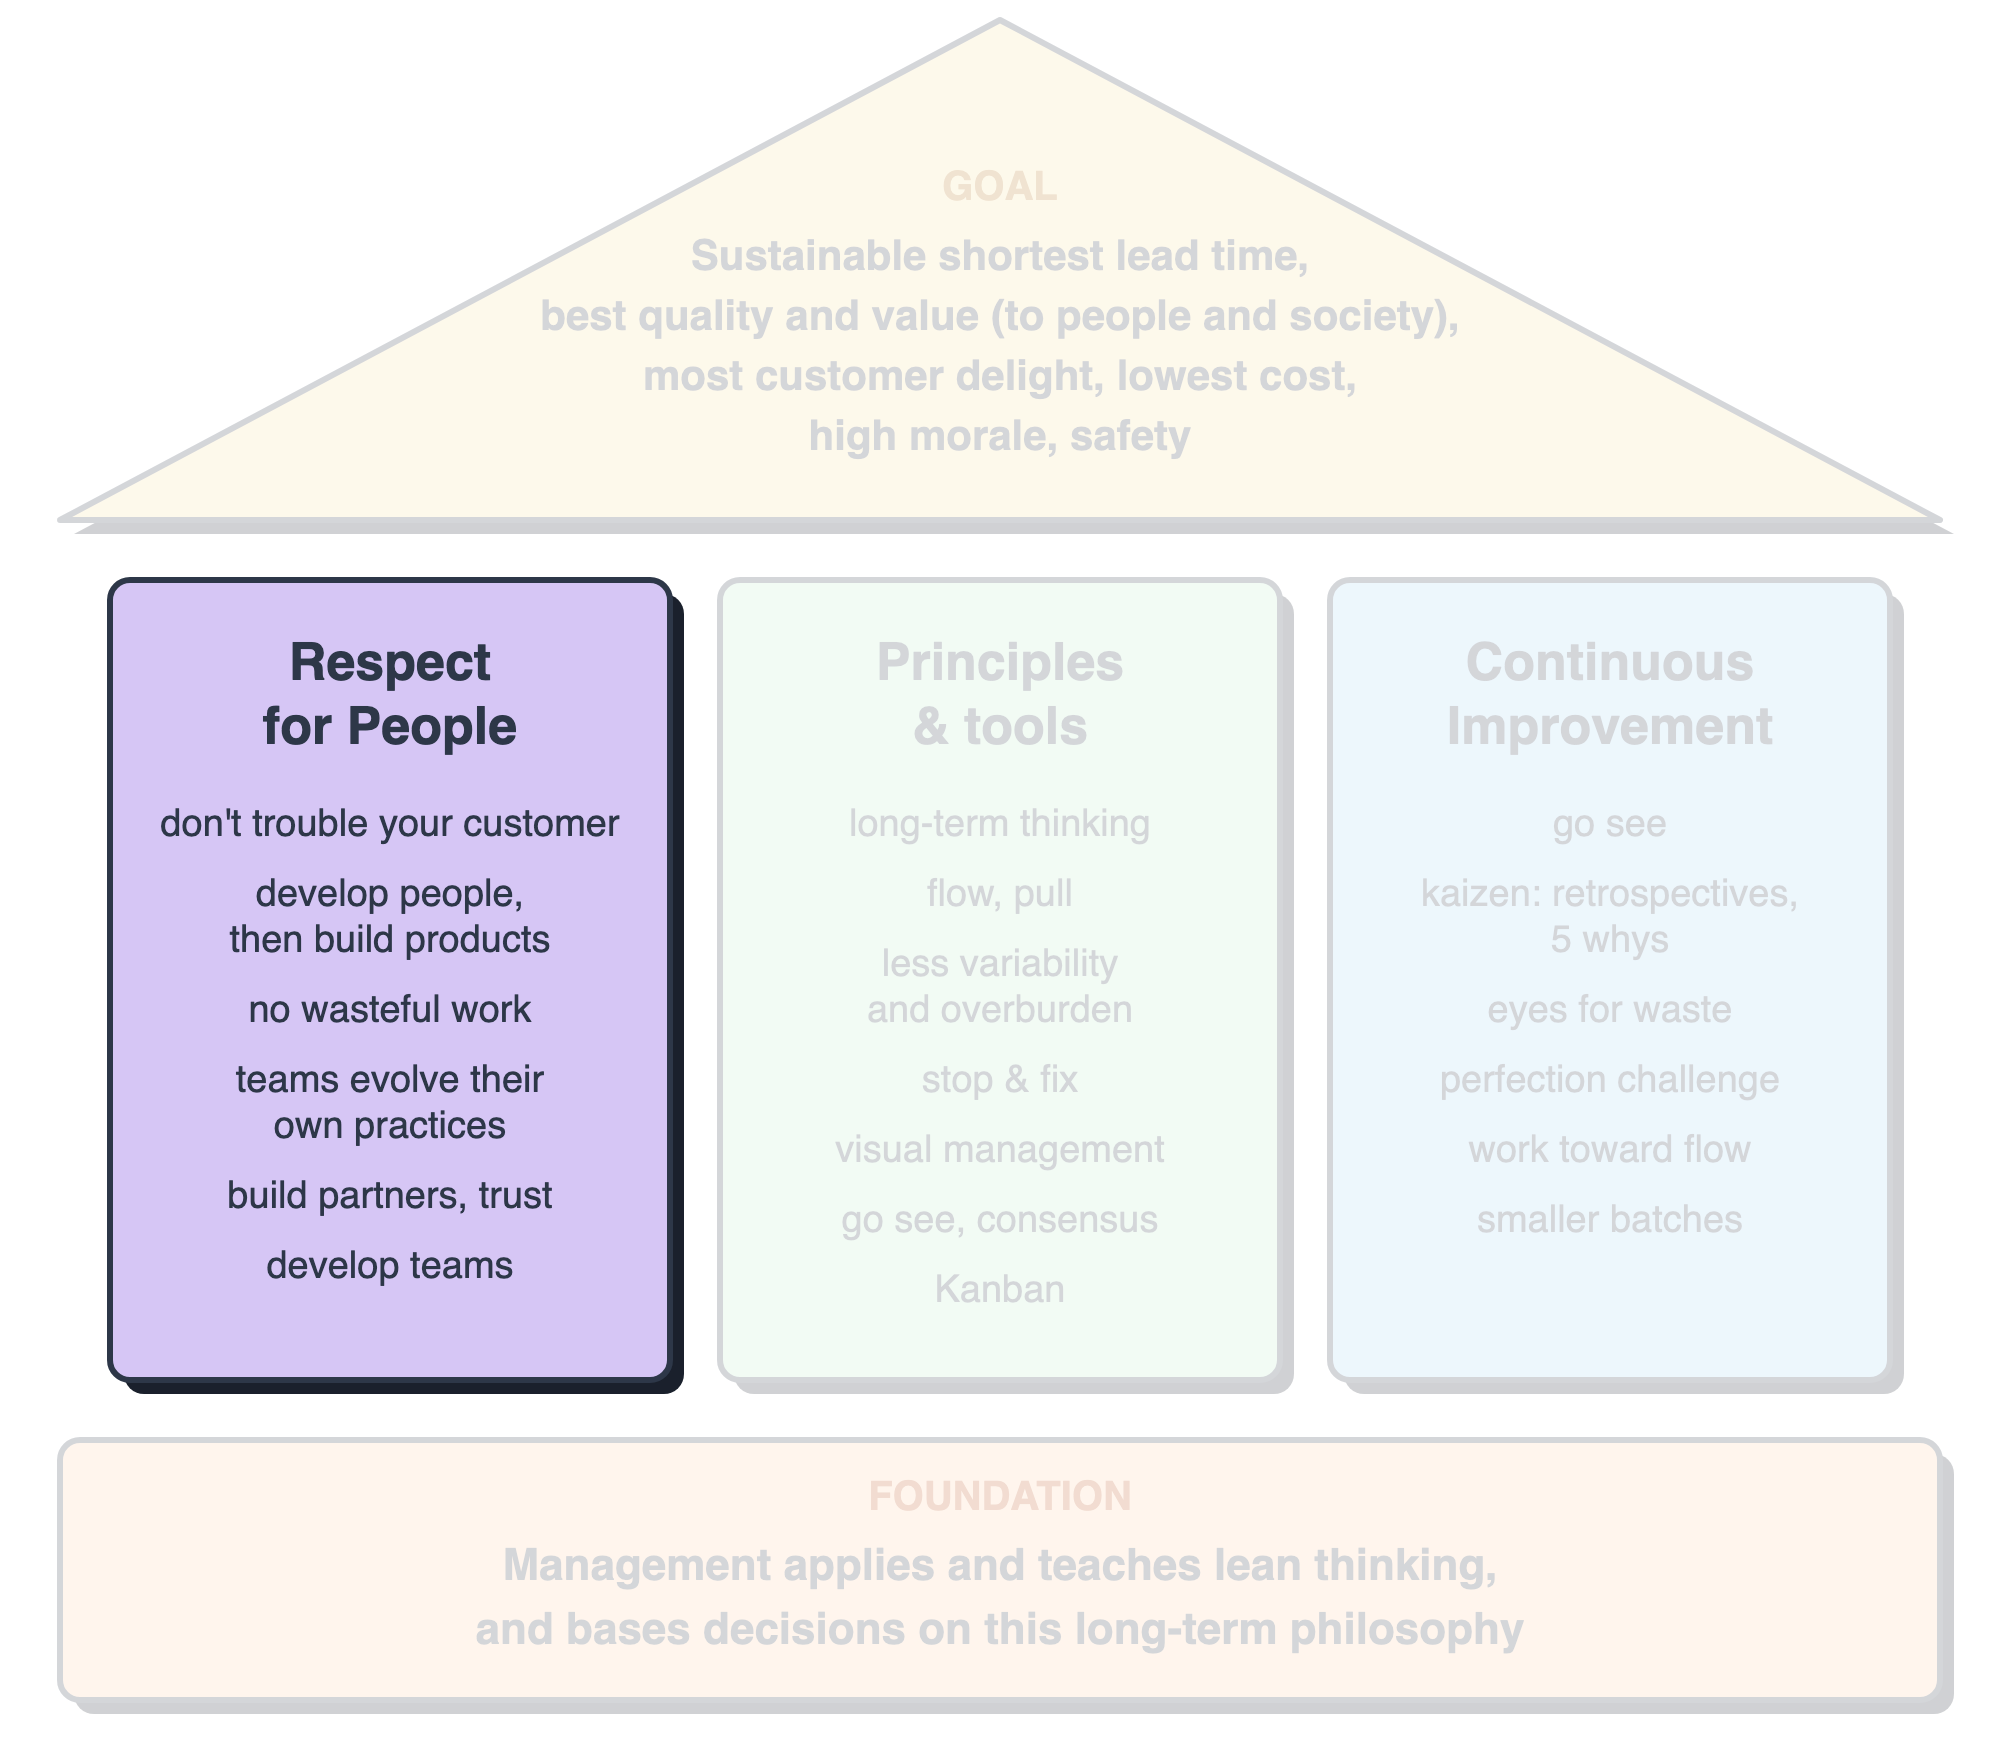 GOAL
Sustainable shortest lead time,
best quality and value (to people and society),
most customer delight, lowest cost,
high morale, safety
Respect
for People
don't trouble your customer
develop people,
then build products
no wasteful work
teams evolve their
own practices
build partners, trust
develop teams
Principles
& tools
long-term thinking
flow, pull
less variability
and overburden
stop & fix
visual management
go see, consensus
Kanban
Continuous
Improvement
go see
kaizen: retrospectives,
5 whys
eyes for waste
perfection challenge
work toward flow
smaller batches
FOUNDATION
Management applies and teaches lean thinking,
and bases decisions on this long-term philosophy